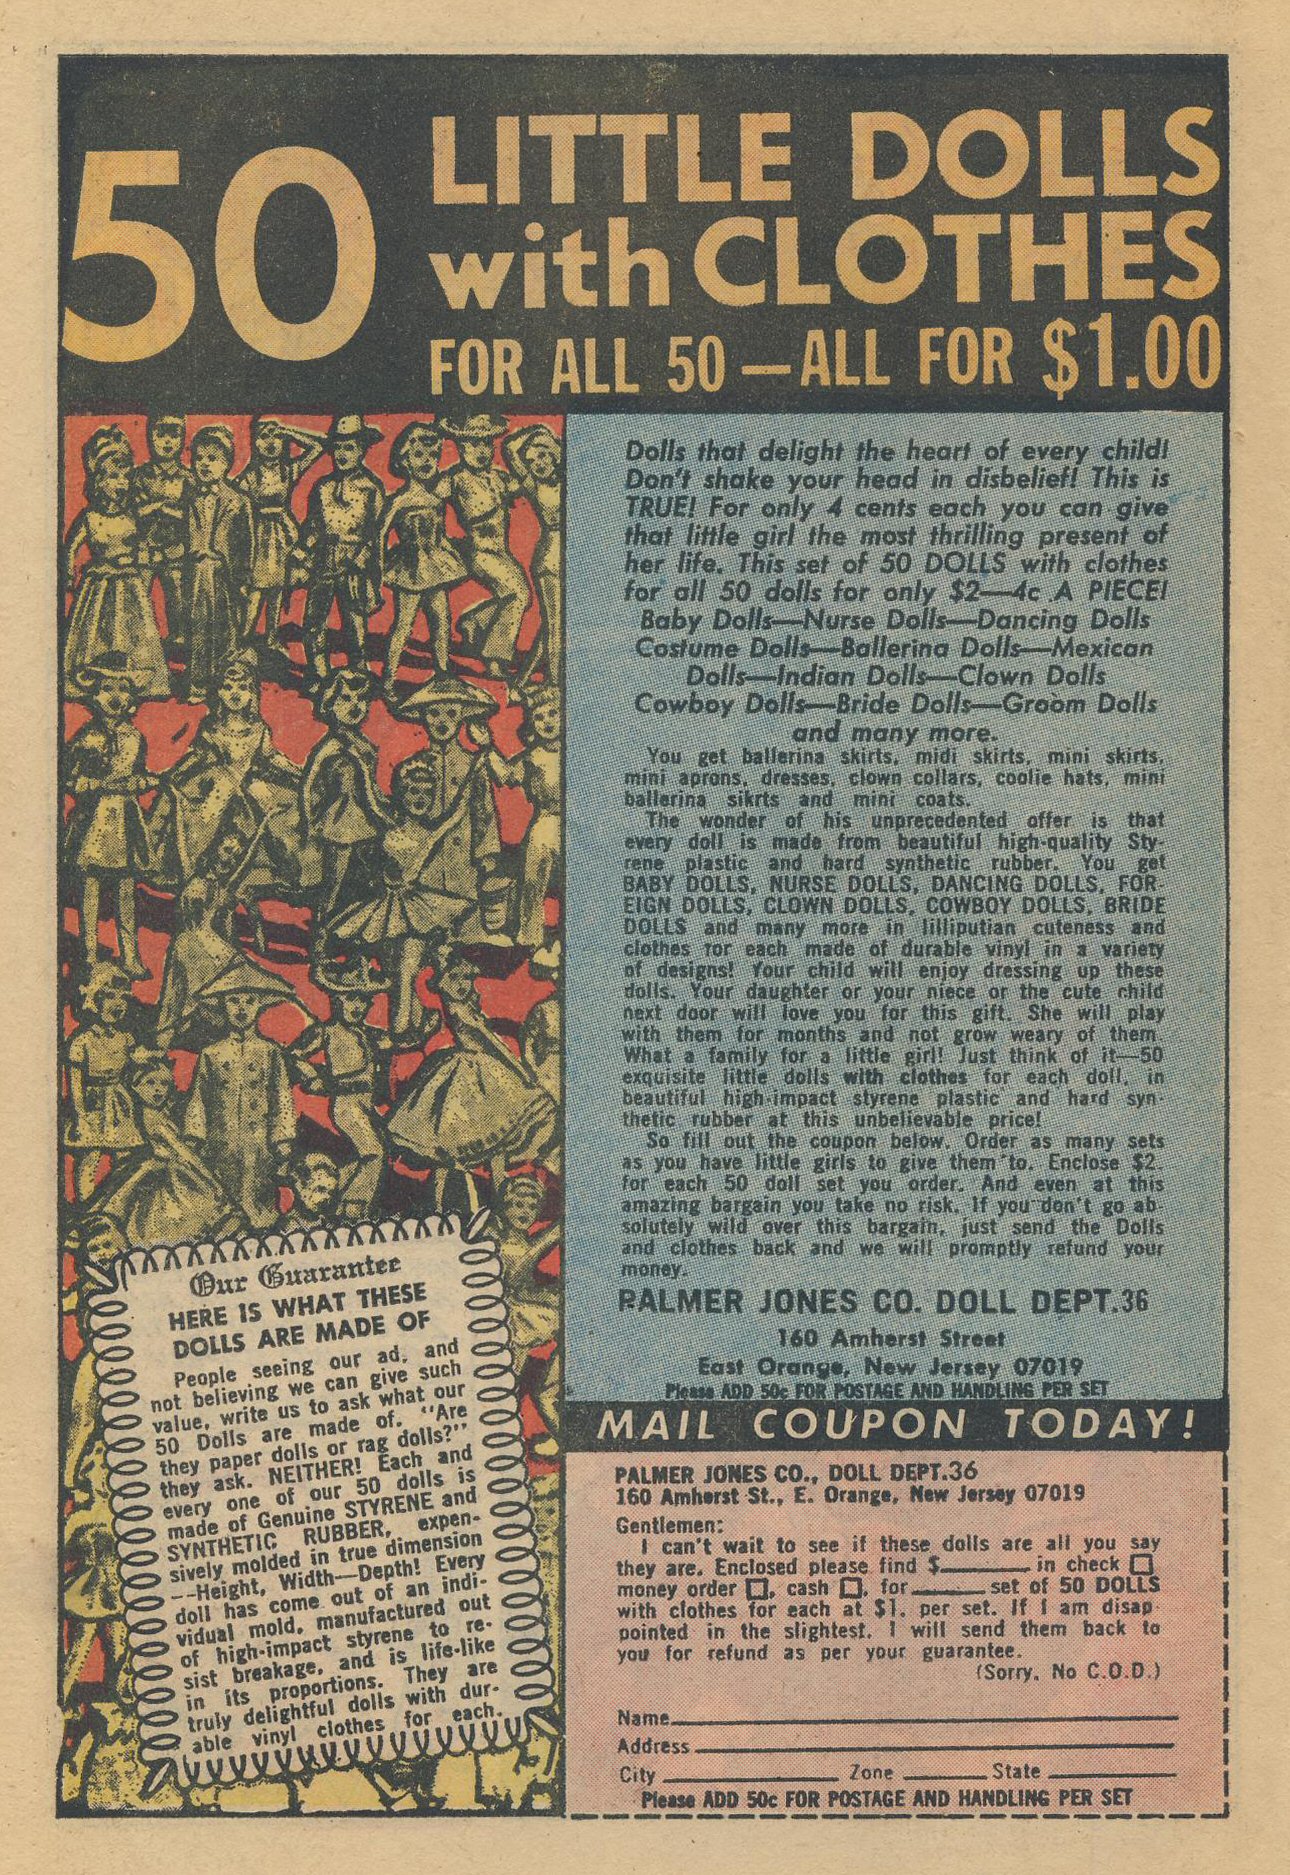 50
LITTLE DOLLS
with CLOTHES
FOR ALL 50 — ALL FOR $1.00
Dolls that delight the heart of every child!
Don't shake your head in disbelief! This is
TRUE! For only 4 cents each you can give
that little girl the most thrilling present of
her life. This set of 50 DOLLS with clothes
for all 50 dolls for only $2—4c A PIECE!
Baby Dolls—Nurse Dolls—Dancing Dolls
Costume Dolls—Ballerina Dolls—Mexican
Dolls—Indian Dolls—Clown Dolls
Cowboy Dolls—Bride Dolls—Groom Dolls
and many more.
You get ballerina skirts, midi skirts, mini skirts,
mini aprons, dresses, clown collars, coolie hats, mini
ballerina sikrts and mini coats.
The wonder of his unprecedented offer is that
every doll is made from beautiful high-quality Sty-
rene plastic and hard synthetic rubber. You get
BABY DOLLS, NURSE DOLLS, DANCING DOLLS, FOR-
EIGN DOLLS, CLOWN DOLLS, COWBOY DOLLS, BRIDE
DOLLS and many more in lilliputian cuteness and
clothes for each made of durable vinyl in a variety
of designs! Your child will enjoy dressing up these
dolls. Your daughter or your niece or the cute child
next door will love you for this gift. She will play
with them for months and not grow weary of them.
What a family for a little girl! Just think of it—50
exquisite little dolls with clothes for each doll, in
beautiful high-impact styrene plastic and hard syn-
thetic rubber at this unbelievable price!
So fill out the coupon below. Order as many sets
as you have little girls to give them to. Enclose $2.
for each 50 doll set you order. And even at this
amazing bargain you take no risk. If you don't go ab-
solutely wild over this bargain, just send the Dolls
and clothes back and we will promptly refund your
money.
PALMER JONES CO. DOLL DEPT.36
160 Amherst Street
East Orange, New Jersey 07019
Please ADD 50c FOR POSTAGE AND HANDLING PER SET
Our Guarantee
HERE IS WHAT THESE
DOLLS ARE MADE OF
People seeing our ad, and
not believing we can give such
value, write us to ask what our
50 Dolls are made of. "Are
they paper dolls or rag dolls?"
they ask. NEITHER! Each and
every one of our 50 dolls is
made of Genuine STYRENE and
SYNTHETIC RUBBER, expen-
sively molded in true dimension
--Height, Width—Depth! Every
doll has come out of an indi-
vidual mold, manufactured out
of high-impact styrene to re-
sist breakage, and is life-like
in its proportions. They are
truly delightful dolls with dur-
able vinyl clothes for each.
MAIL COUPON TODAY!
PALMER JONES CO., DOLL DEPT.36
160 Amherst St., E. Orange, New Jersey 07019
Gentlemen:
I can't wait to see if these dolls are all you say
they are. Enclosed please find $______ in check ☐
money order ☐, cash ☐, for______ set of 50 DOLLS
with clothes for each at $1. per set. If I am disap-
pointed in the slightest. I will send them back to
you for refund as per your guarantee.
(Sorry, No C.O.D.)
Name
Address
City Zone State
Please ADD 50c FOR POSTAGE AND HANDLING PER SET